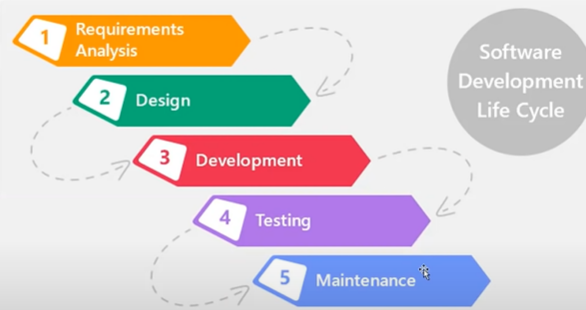 1
Requirements
Analysis
2
Design
3
Development
4
Testing
5
Maintenance
Software
Development
Life Cycle